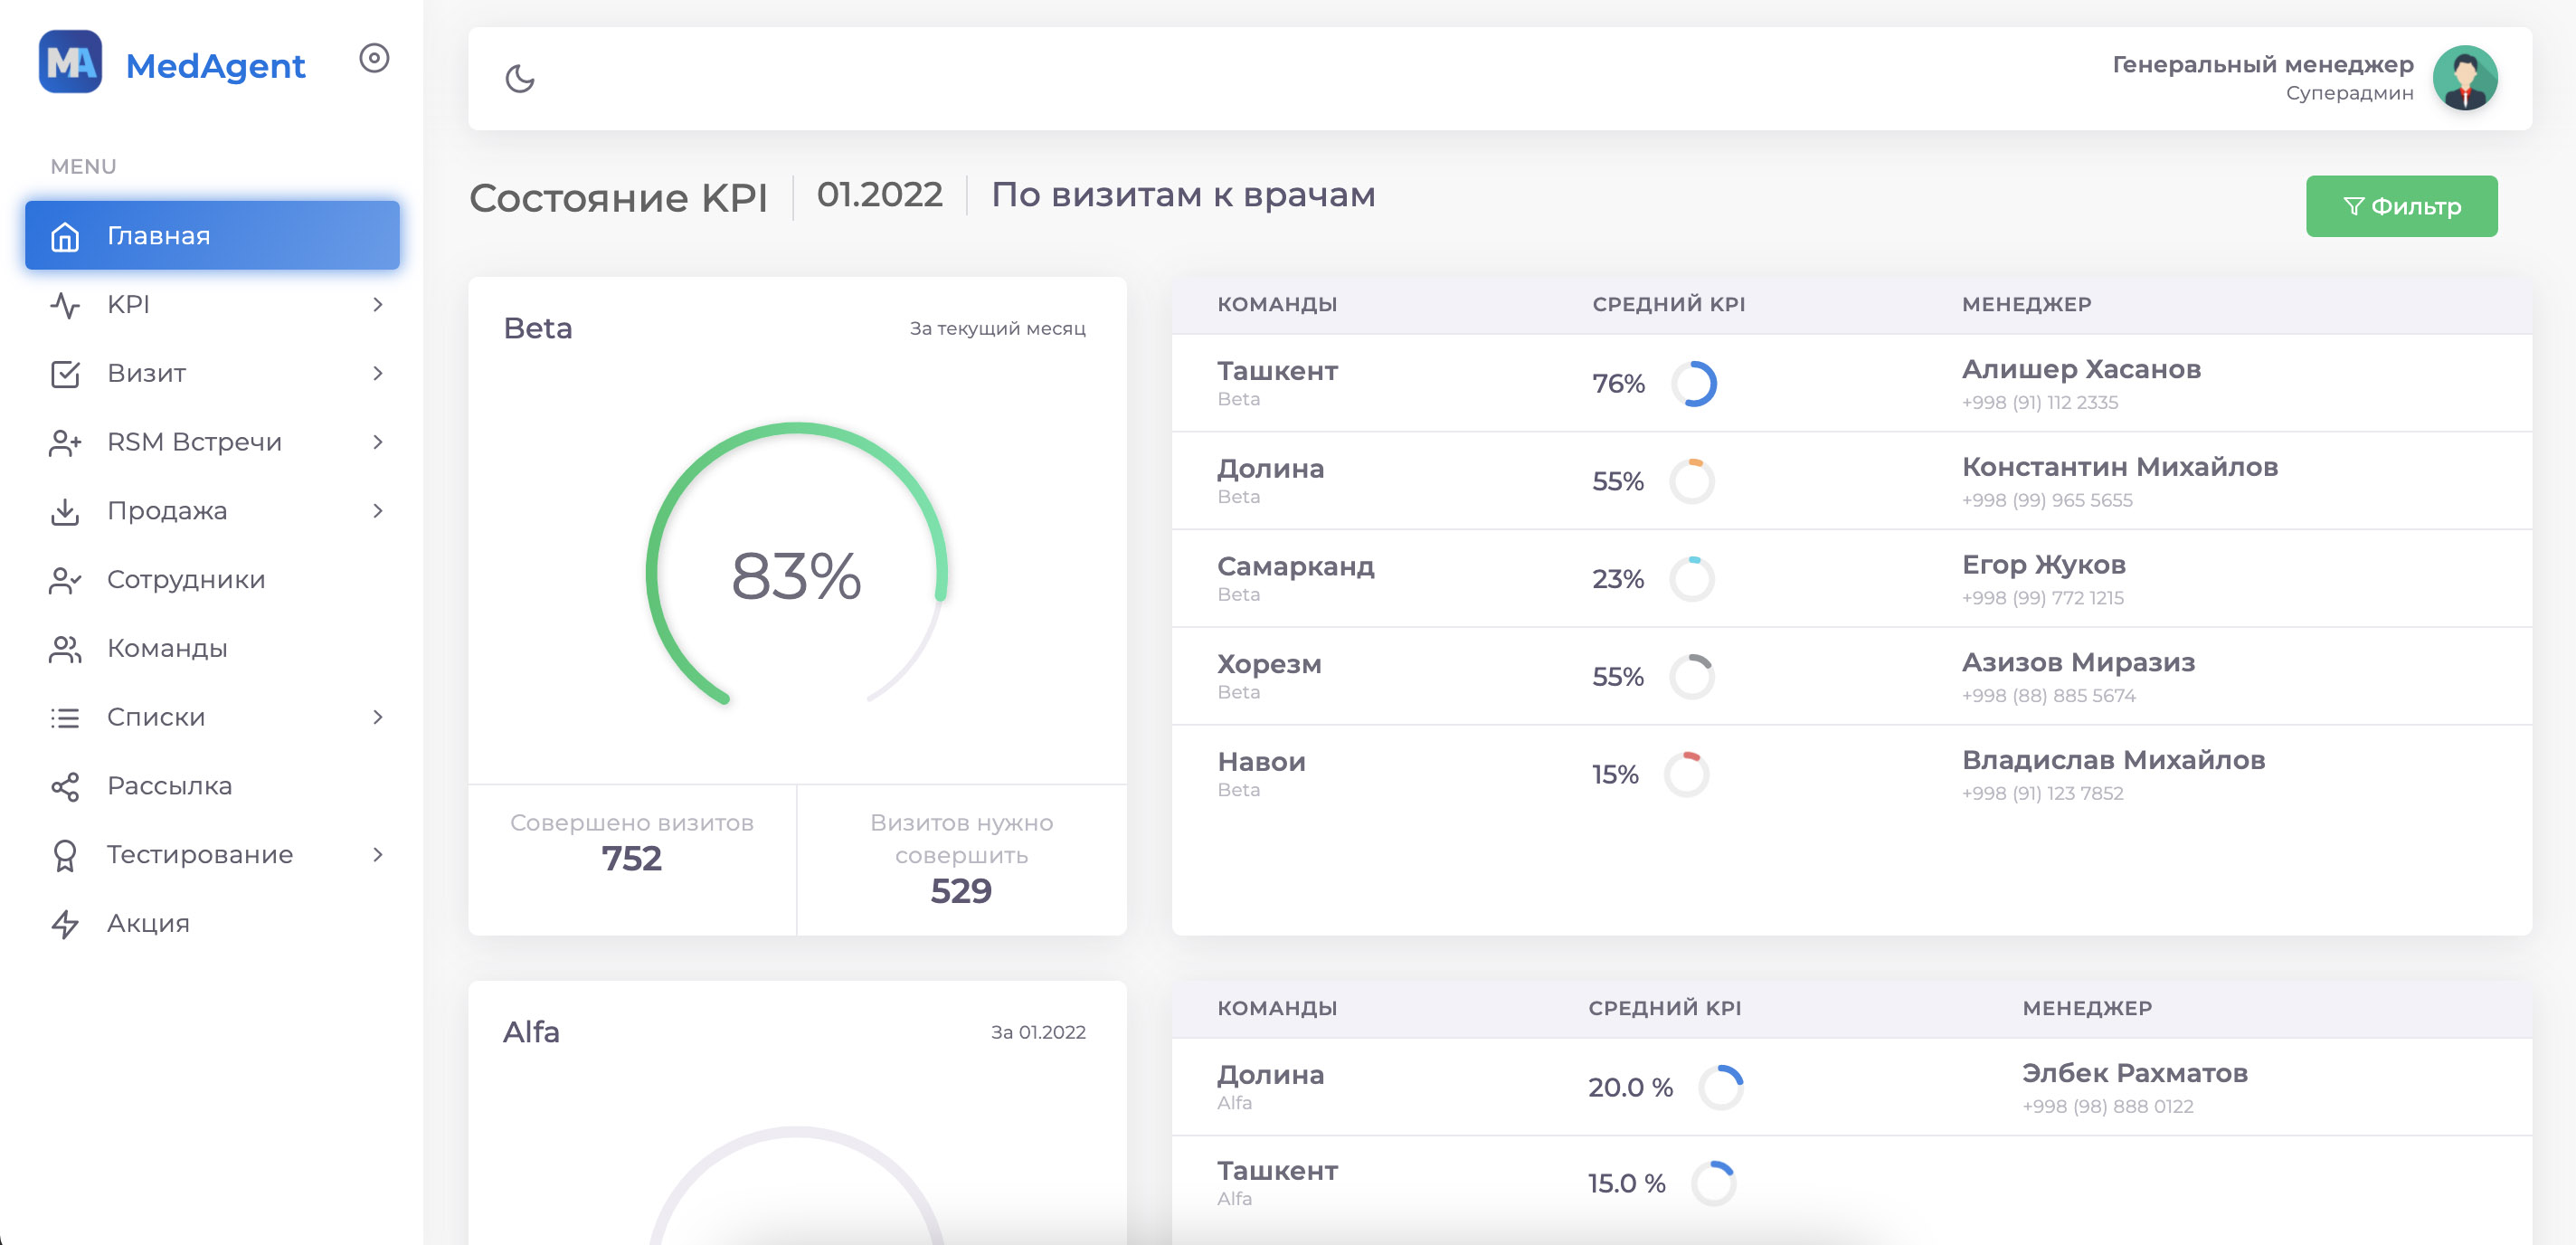 MA
MedAgent
MENU
Главная
KPI
Визит
RSM Встречи
Продажа
Сотрудники
Команды
Списки
Рассылка
Тестирование
Акция
Генеральный менеджер
Суперадмин
Состояние KPI
01.2022
По визитам к врачам
Фильтр
Beta
За текущий месяц
83%
Совершено визитов
752
Визитов нужно
совершить
529
КОМАНДЫ СРЕДНИЙ KPI МЕНЕДЖЕР
Ташкент 76% Алишер Хасанов
Beta +998 (91) 112 2335
Долина 55% Константин Михайлов
Beta +998 (99) 965 5655
Самарканд 23% Егор Жуков
Beta +998 (99) 772 1215
Хорезм 55% Азизов Миразиз
Beta +998 (88) 885 5674
Навои 15% Владислав Михайлов
Beta +998 (91) 123 7852
Alfa
За 01.2022
КОМАНДЫ СРЕДНИЙ KPI МЕНЕДЖЕР
Долина 20.0 % Элбек Рахматов
Alfa +998 (98) 888 0122
Ташкент 15.0 %
Alfa